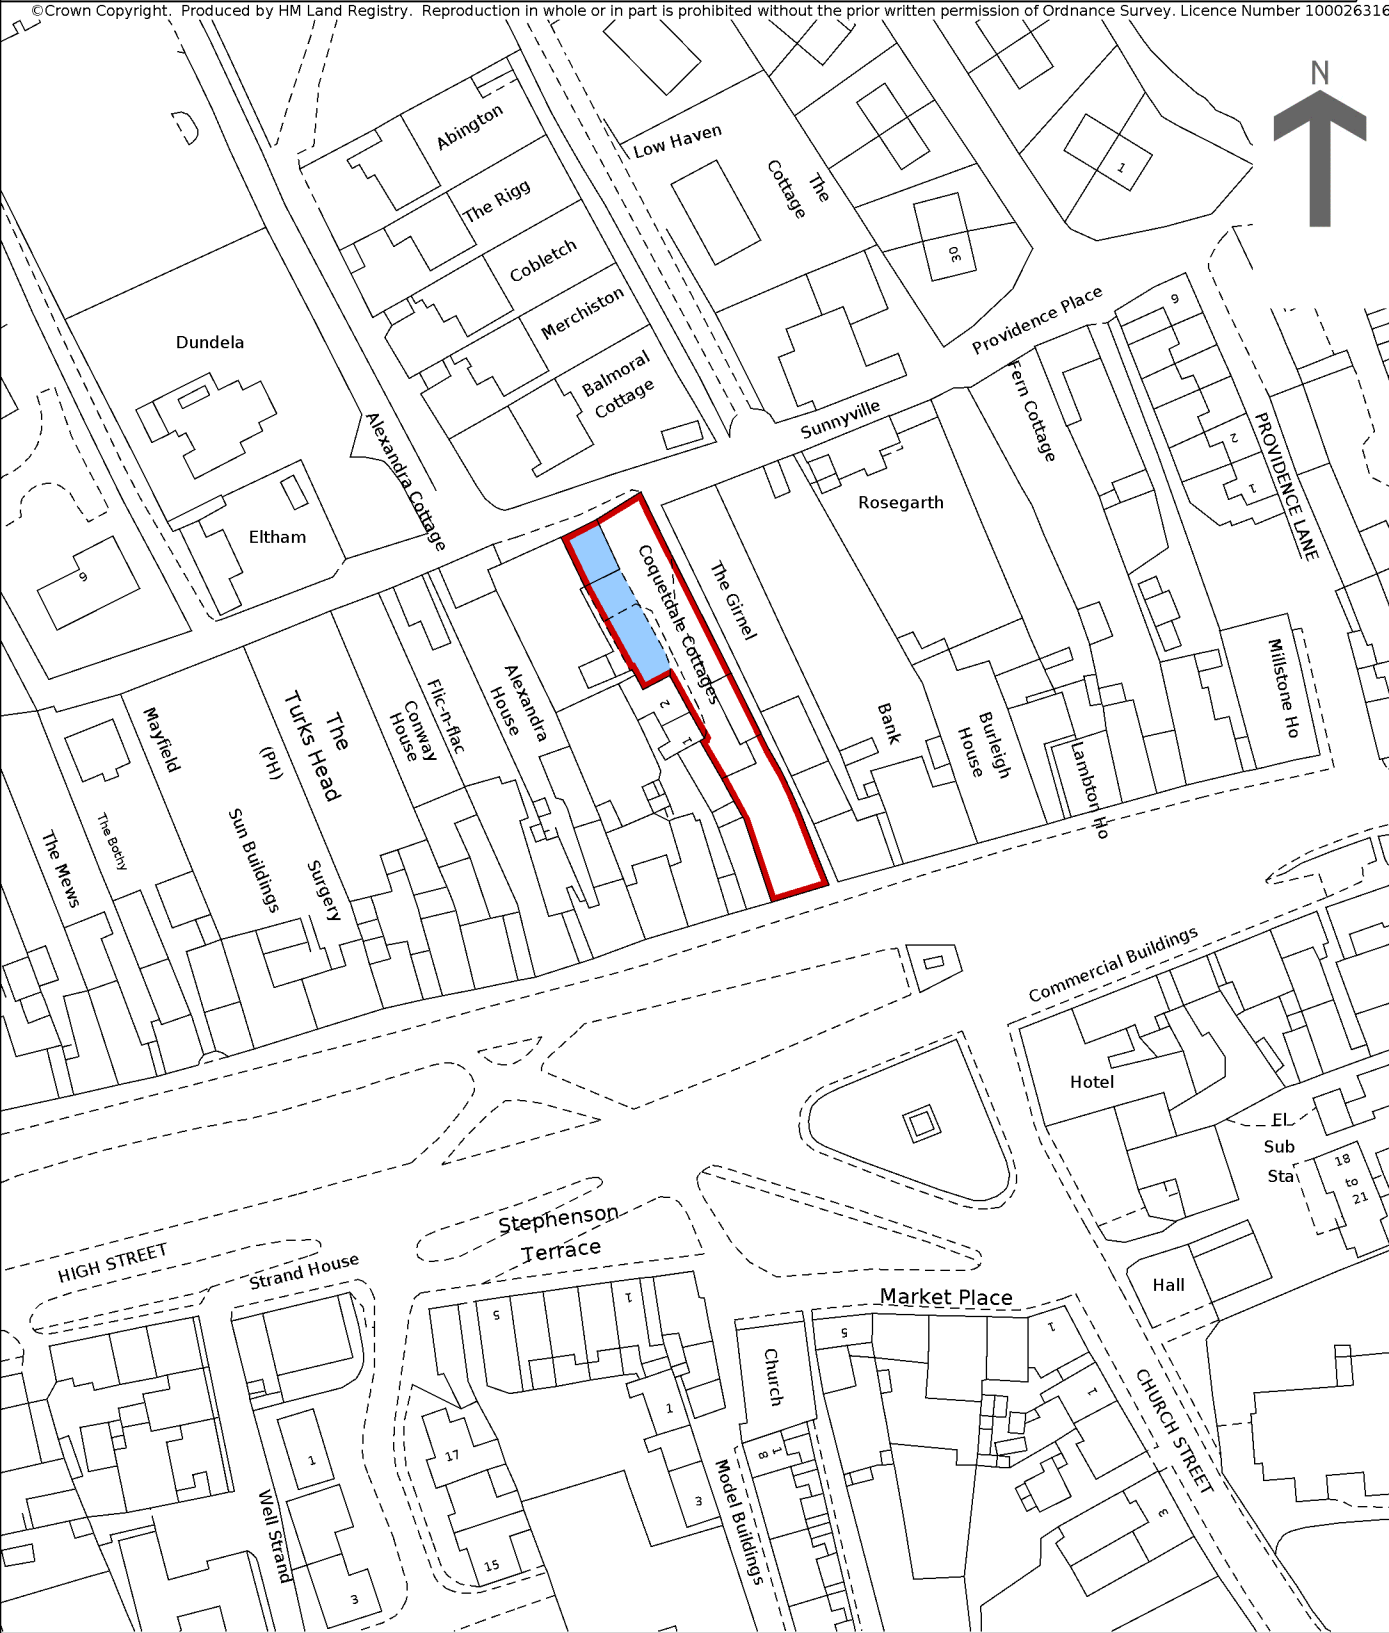 ©Crown Copyright. Produced by HM Land Registry. Reproduction in whole or in part is prohibited without the prior written permission of Ordnance Survey. Licence Number 100026316
N
Abington
Low Haven
The
Cottage
1
The Rigg
30
Cobletch
Merchiston
Providence Place
9
Dundela
Balmoral
Cottage
Sunnyville
Fern Cottage
2
1
PROVIDENCE LANE
Alexandra Cottage
Rosegarth
Eltham
9
Coquetdale Cottages
The Girnel
Millstone Ho
Mayfield
The
Turks Head
(PH)
Flic-n-flac
Conway
House
Alexandra
House
2
1
Bank
Burleigh
House
Lambton Ho
The Mews
The Bothy
Sun Buildings
Surgery
Commercial Buildings
Hotel
El
Sub
Sta
18
to
21
Stephenson
Terrace
HIGH STREET
Strand House
Hall
5
1
Market Place
5
1
Church
1
CHURCH STREET
1
17
1
8
1
3
Model Buildings
3
Well Strand
15
3